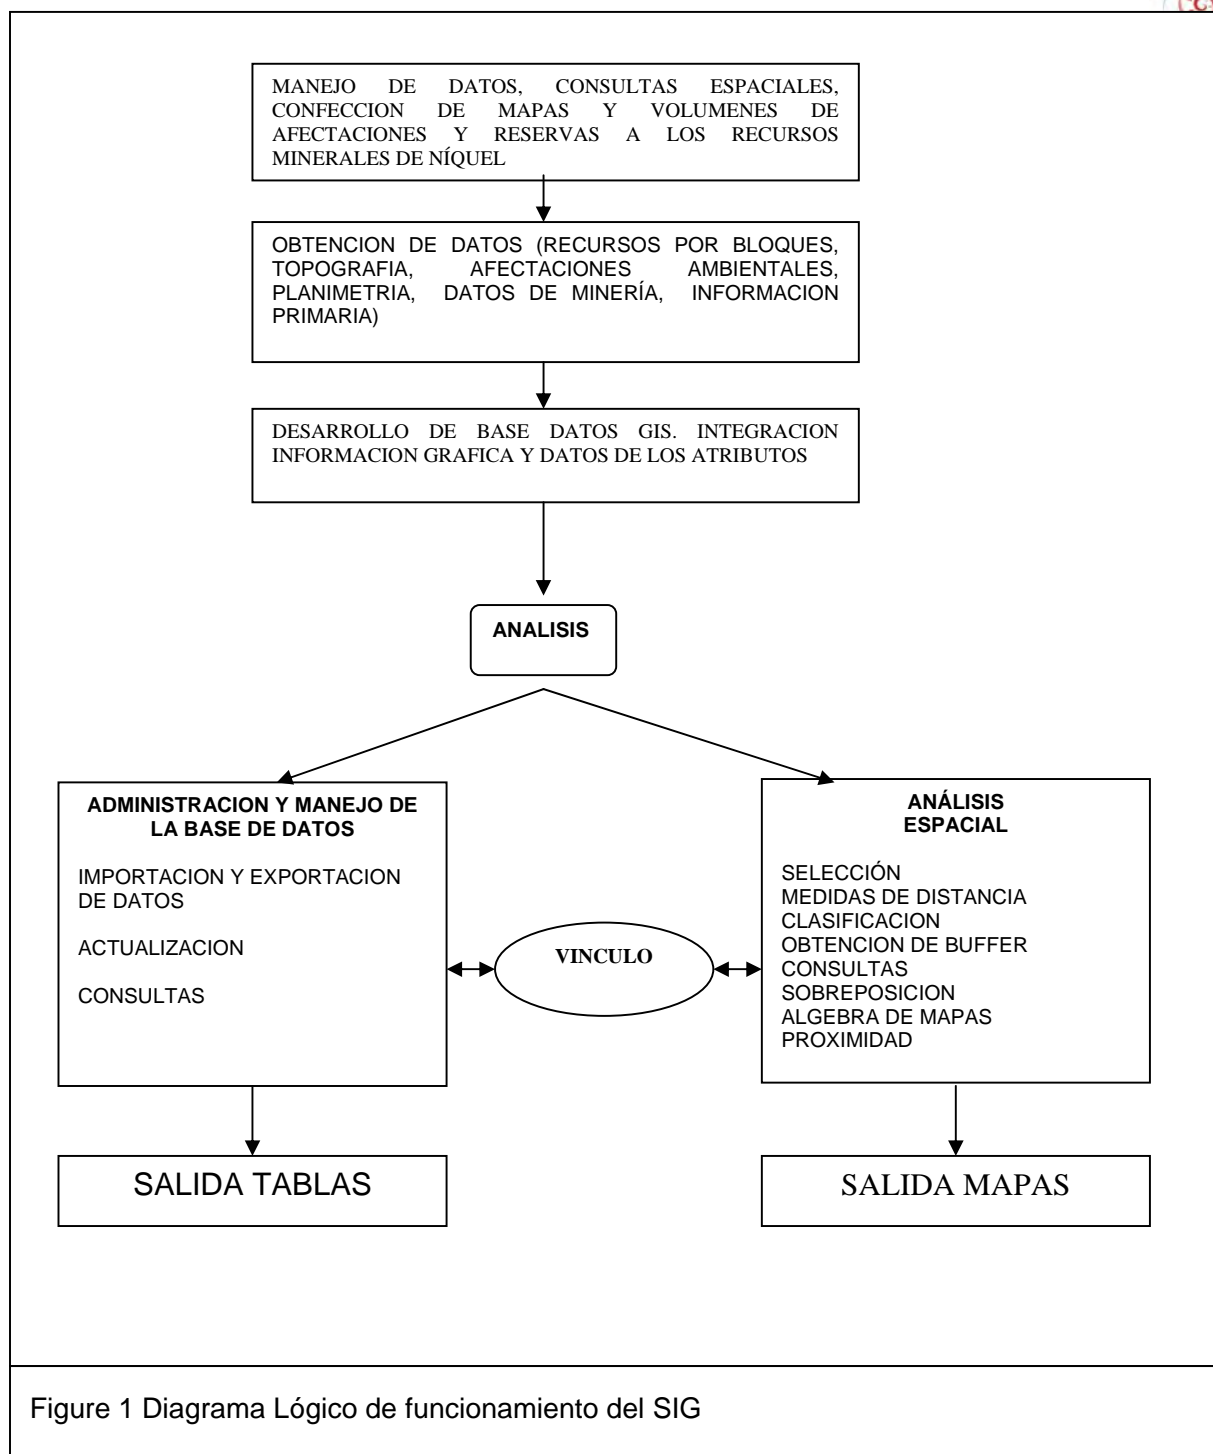 MANEJO DE DATOS, CONSULTAS ESPACIALES,
CONFECCION DE MAPAS Y VOLUMENES DE
AFECTACIONES Y RESERVAS A LOS RECURSOS
MINERALES DE NÍQUEL
OBTENCION DE DATOS (RECURSOS POR BLOQUES,
TOPOGRAFIA, AFECTACIONES AMBIENTALES,
PLANIMETRIA, DATOS DE MINERÍA, INFORMACION
PRIMARIA)
DESARROLLO DE BASE DATOS GIS. INTEGRACION
INFORMACION GRAFICA Y DATOS DE LOS ATRIBUTOS
ANALISIS
ADMINISTRACION Y MANEJO DE
LA BASE DE DATOS
IMPORTACION Y EXPORTACION
DE DATOS
ACTUALIZACION
CONSULTAS
VINCULO
ANÁLISIS
ESPACIAL
SELECCIÓN
MEDIDAS DE DISTANCIA
CLASIFICACION
OBTENCION DE BUFFER
CONSULTAS
SOBREPOSICION
ALGEBRA DE MAPAS
PROXIMIDAD
SALIDA TABLAS
SALIDA MAPAS
Figure 1 Diagrama Lógico de funcionamiento del SIG